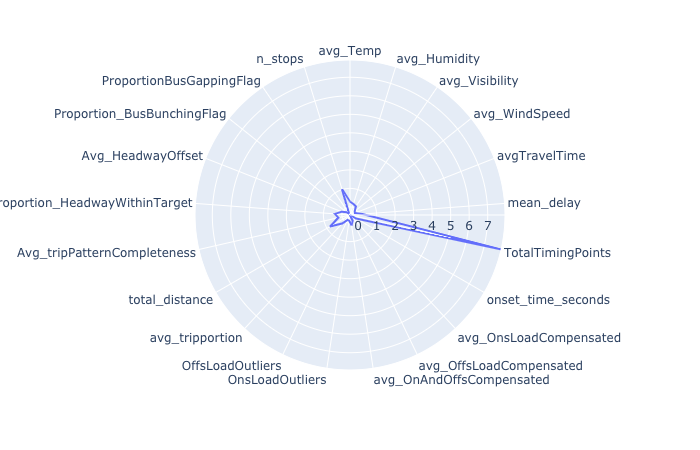 avg_Temp
n_stops
avg_Humidity
ProportionBusGappingFlag
avg_Visibility
Proportion_BusBunchingFlag
avg_WindSpeed
Avg_HeadwayOffset
avgTravelTime
roportion_HeadwayWithinTarget
mean_delay
0 1 2 3 4 5 6 7
Avg_tripPatternCompleteness
TotalTimingPoints
total_distance
onset_time_seconds
avg_tripportion
avg_OnsLoadCompensated
OffsLoadOutliers
avg_OffsLoadCompensated
OnsLoadOutliers
avg_OnAndOffsCompensated